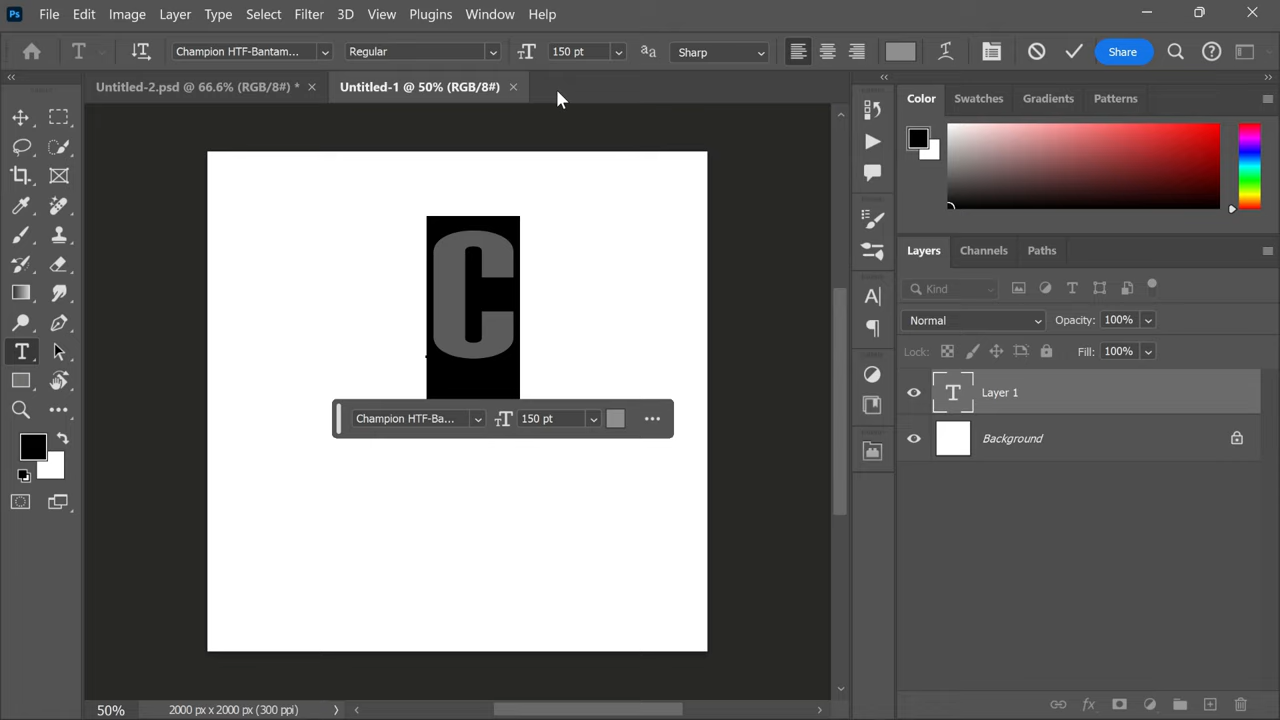 Ps File Edit Image Layer Type Select Filter 3D View Plugins Window Help
Champion HTF-Bantam... Regular 150 pt Sharp Share
Untitled-2.psd @ 66.6% (RGB/8#) * Untitled-1 @ 50% (RGB/8#)
Color Swatches Gradients Patterns
C
Champion HTF-Ba... 150 pt
Layers Channels Paths
Kind
Normal Opacity: 100%
Lock: Fill: 100%
Layer 1
Background
50% 2000 px x 2000 px (300 ppi)